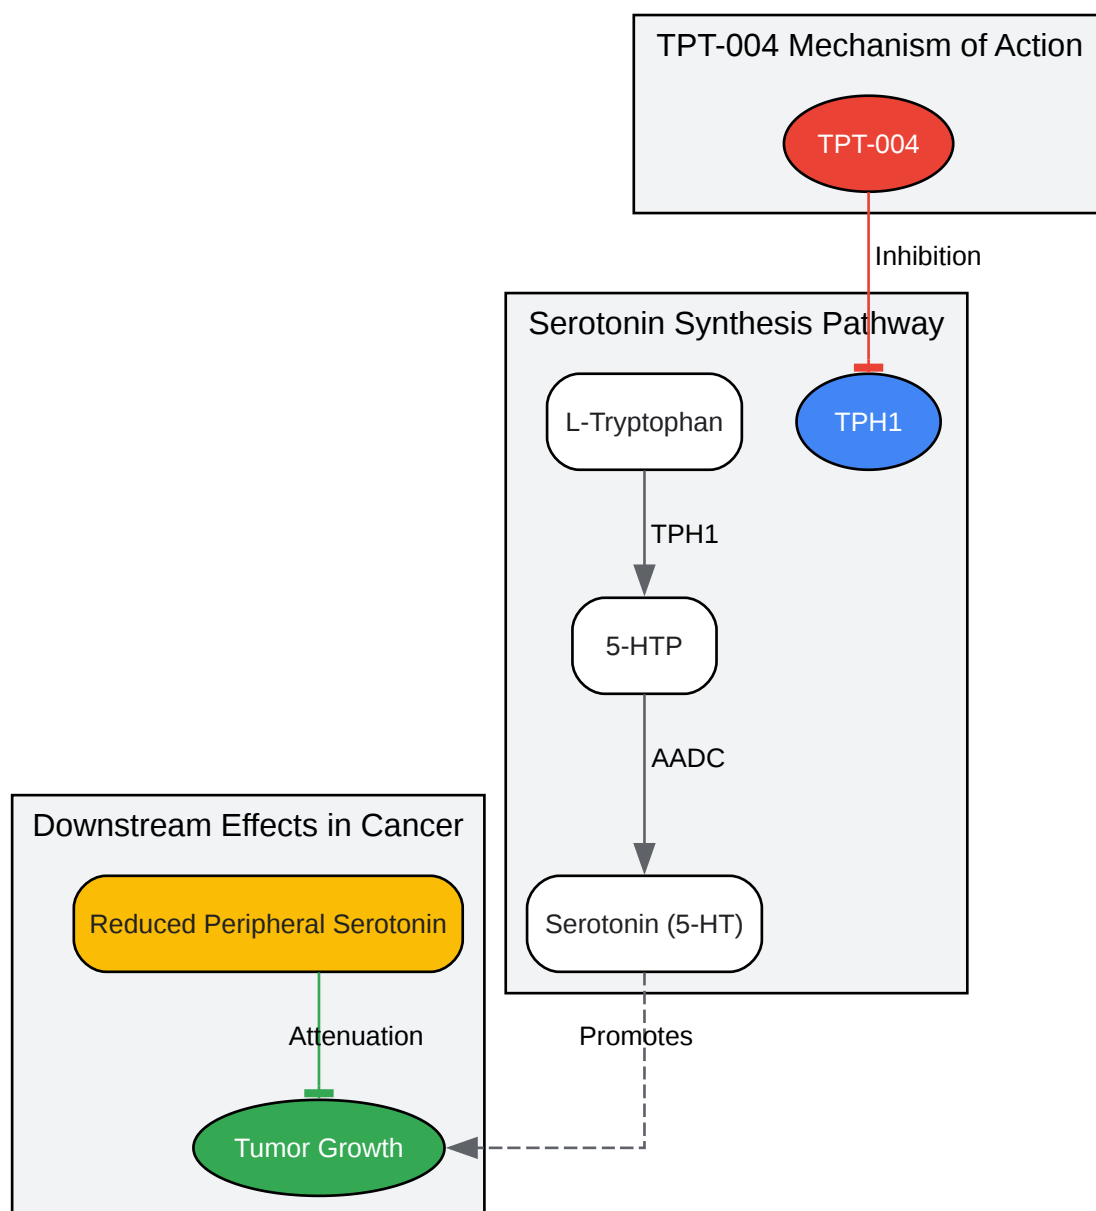 TPT-004 Mechanism of Action
TPT-004
Inhibition
Serotonin Synthesis Pathway
L-Tryptophan
TPH1
TPH1
5-HTP
AADC
Serotonin (5-HT)
Promotes
Downstream Effects in Cancer
Reduced Peripheral Serotonin
Attenuation
Tumor Growth